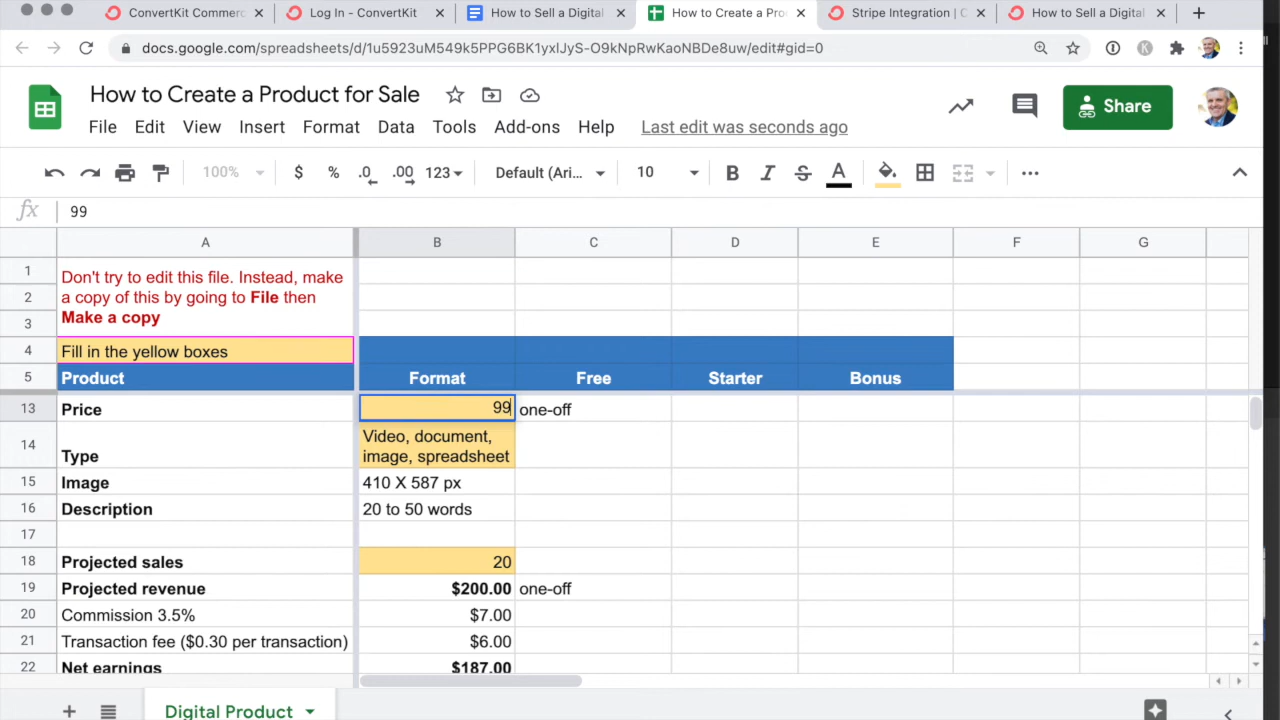 ConvertKit Commerc
Log In - ConvertKit
How to Sell a Digital
How to Create a Pro
Stripe Integration | C
How to Sell a Digital
docs.google.com/spreadsheets/d/1u5923uM549k5PPG6BK1yxlJyS-O9kNpRwKaoNBDe8uw/edit#gid=0
How to Create a Product for Sale
File Edit View Insert Format Data Tools Add-ons Help Last edit was seconds ago
Share
100% $ % .0 .00 123 Default (Ari... 10 B I S A
fx 99
A B C D E F G
1
2
3
Don't try to edit this file. Instead, make
a copy of this by going to File then
Make a copy
4 Fill in the yellow boxes
5 Product Format Free Starter Bonus
13 Price 99 one-off
14 Type Video, document,
image, spreadsheet
15 Image 410 X 587 px
16 Description 20 to 50 words
17
18 Projected sales 20
19 Projected revenue $200.00 one-off
20 Commission 3.5% $7.00
21 Transaction fee ($0.30 per transaction) $6.00
22 Net earnings $187.00
Digital Product